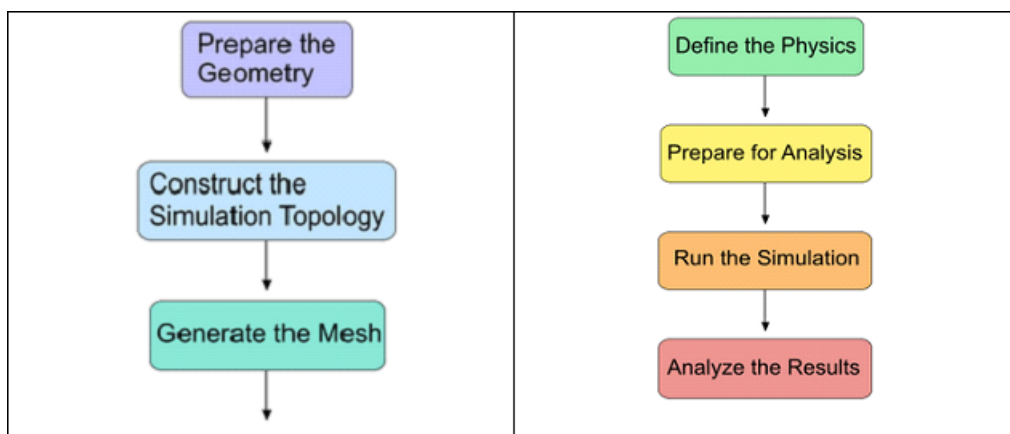 Prepare the
Geometry
Construct the
Simulation Topology
Generate the Mesh
Define the Physics
Prepare for Analysis
Run the Simulation
Analyze the Results